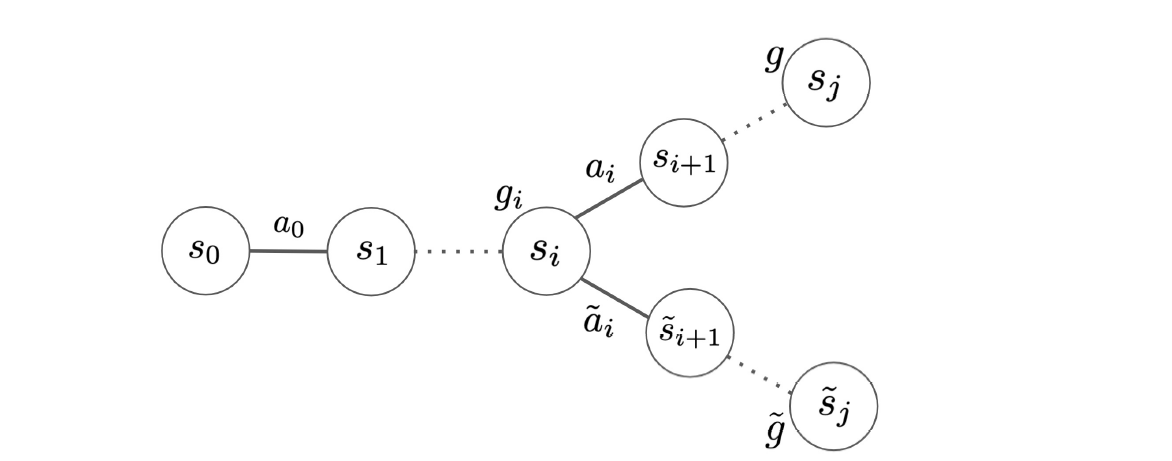 g
s_j
a_i
s_{i+1}
g_i
s_0
a_0
s_1
s_i
ã_i
s̃_{i+1}
s̃_j
g̃